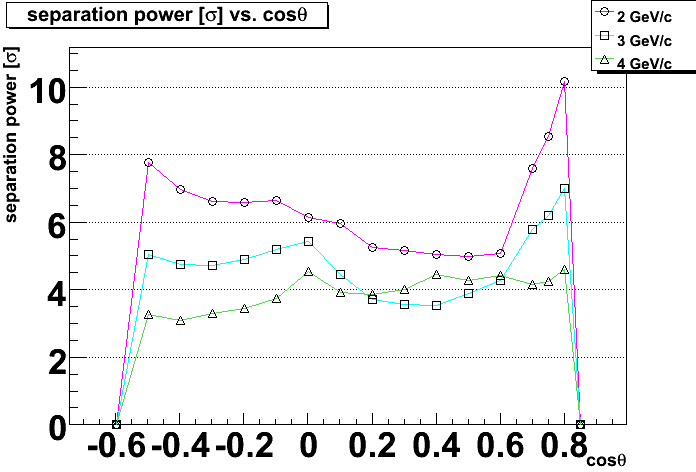 separation power [σ] vs. cosθ
2 GeV/c
3 GeV/c
4 GeV/c
separation power [σ]
10
8
6
4
2
0
-0.6 -0.4 -0.2 0 0.2 0.4 0.6 0.8
cosθ